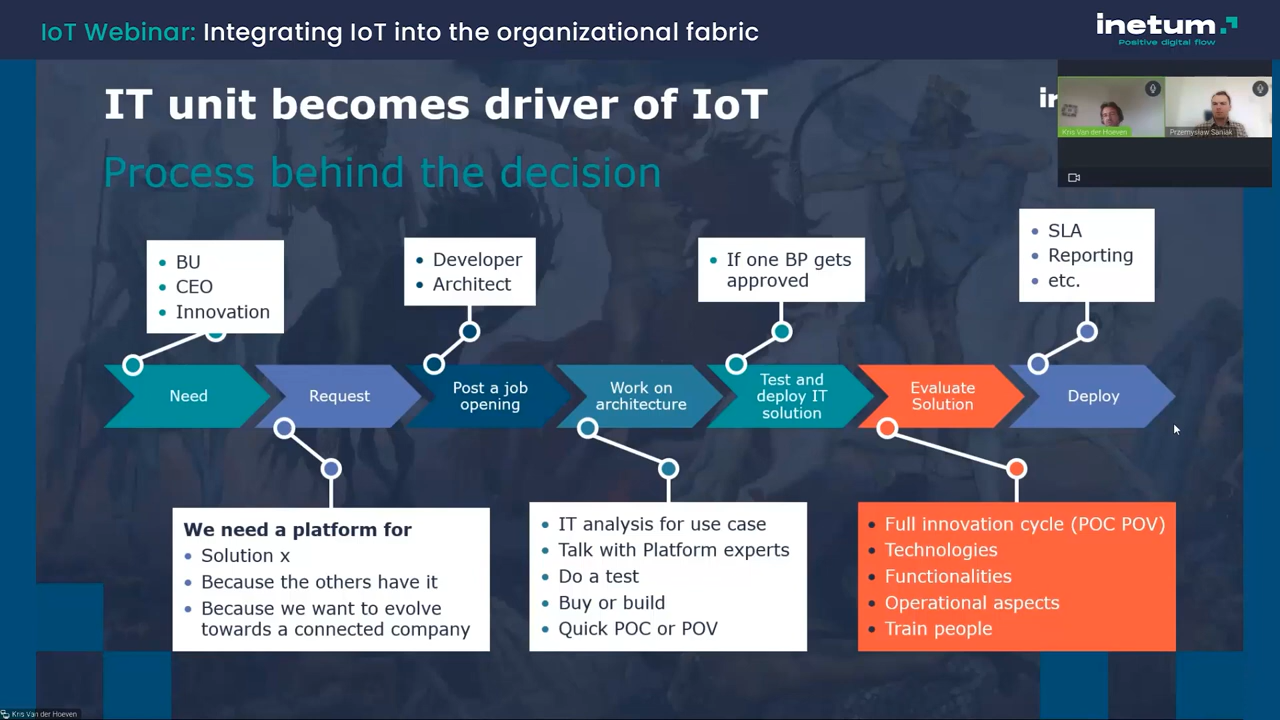 IoT Webinar: Integrating IoT into the organizational fabric
inetum
Positive digital flow
IT unit becomes driver of IoT
Process behind the decision
Kris Van der Hoeven
Przemysław Saniak
BU
CEO
Innovation
Developer
Architect
If one BP gets
approved
SLA
Reporting
etc.
Need
Request
Post a job
opening
Work on
architecture
Test and
deploy IT
solution
Evaluate
Solution
Deploy
We need a platform for
Solution x
Because the others have it
Because we want to evolve
towards a connected company
IT analysis for use case
Talk with Platform experts
Do a test
Buy or build
Quick POC or POV
Full innovation cycle (POC POV)
Technologies
Functionalities
Operational aspects
Train people
Kris Van der Hoeven